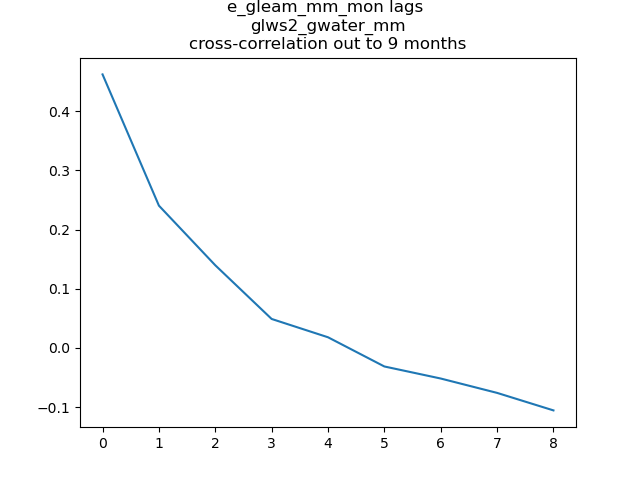 e_gleam_mm_mon lags
glws2_gwater_mm
cross-correlation out to 9 months
0.4
0.3
0.2
0.1
0.0
−0.1
0 1 2 3 4 5 6 7 8